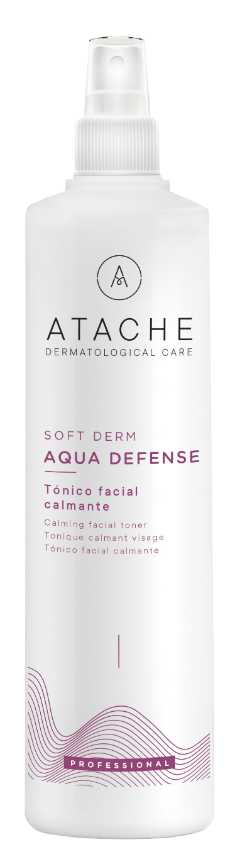 ATACHE
DERMATOLOGICAL CARE
SOFT DERM
AQUA DEFENSE
Tónico facial
calmante
Calming facial toner
Tonique calmant visage
Tónico facial calmante
PROFESSIONAL